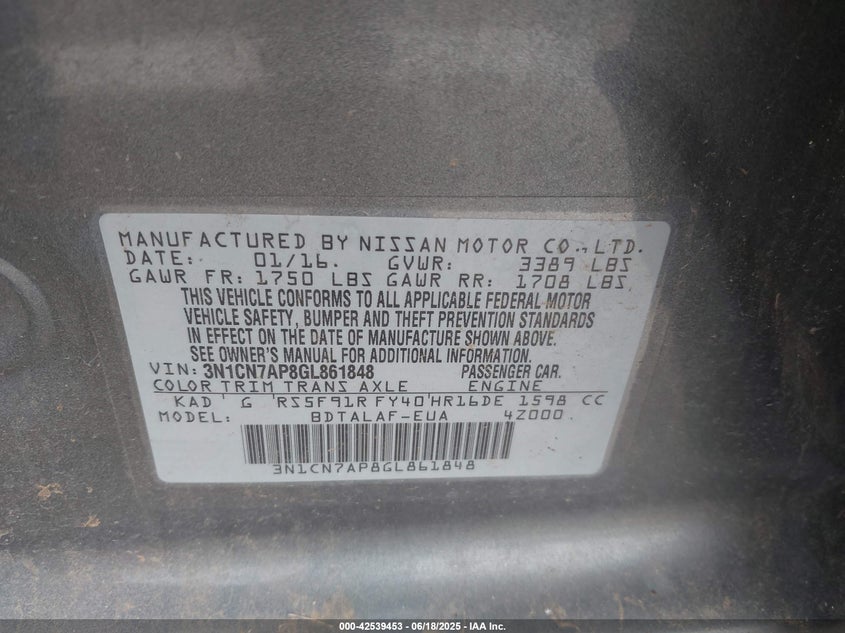 MANUFACTURED BY NISSAN MOTOR CO., LTD.
DATE: 01/16. GVWR: 3389 LBS
GAWR FR: 1750 LBS GAWR RR: 1708 LBS
THIS VEHICLE CONFORMS TO ALL APPLICABLE FEDERAL MOTOR
VEHICLE SAFETY, BUMPER AND THEFT PREVENTION STANDARDS
IN EFFECT ON THE DATE OF MANUFACTURE SHOWN ABOVE.
SEE OWNER'S MANUAL FOR ADDITIONAL INFORMATION.
VIN: 3N1CN7AP8GL861848 PASSENGER CAR.
COLOR TRIM TRANS AXLE ENGINE
KAD G RS5F91R FY40 HR16DE 1598 CC
MODEL: BDTALAF-EUA 4Z000.
3N1CN7AP8GL861848
000-42539453 - 06/18/2025 - IAA Inc.